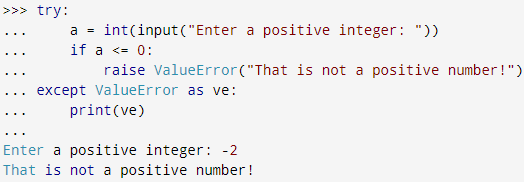 >>> try:
...     a = int(input("Enter a positive integer: "))
...     if a <= 0:
...         raise ValueError("That is not a positive number!")
... except ValueError as ve:
...     print(ve)
...
Enter a positive integer: -2
That is not a positive number!